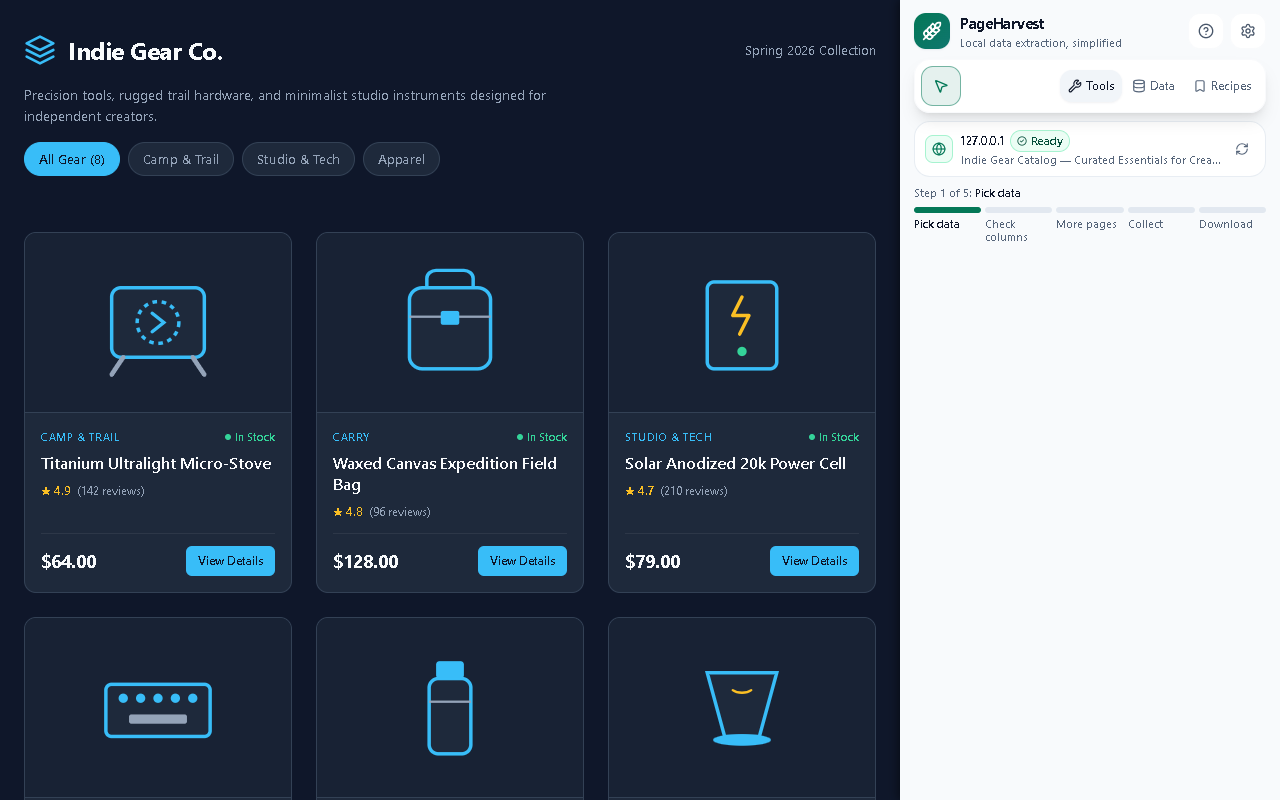 Indie Gear Co.
Spring 2026 Collection
Precision tools, rugged trail hardware, and minimalist studio instruments designed for
independent creators.
All Gear (8)
Camp & Trail
Studio & Tech
Apparel
CAMP & TRAIL
In Stock
Titanium Ultralight Micro-Stove
★ 4.9 (142 reviews)
$64.00
View Details
CARRY
In Stock
Waxed Canvas Expedition Field
Bag
★ 4.8 (96 reviews)
$128.00
View Details
STUDIO & TECH
In Stock
Solar Anodized 20k Power Cell
★ 4.7 (210 reviews)
$79.00
View Details
PageHarvest
Local data extraction, simplified
Tools
Data
Recipes
127.0.0.1
Ready
Indie Gear Catalog — Curated Essentials for Crea...
Step 1 of 5: Pick data
Pick data
Check
columns
More pages
Collect
Download